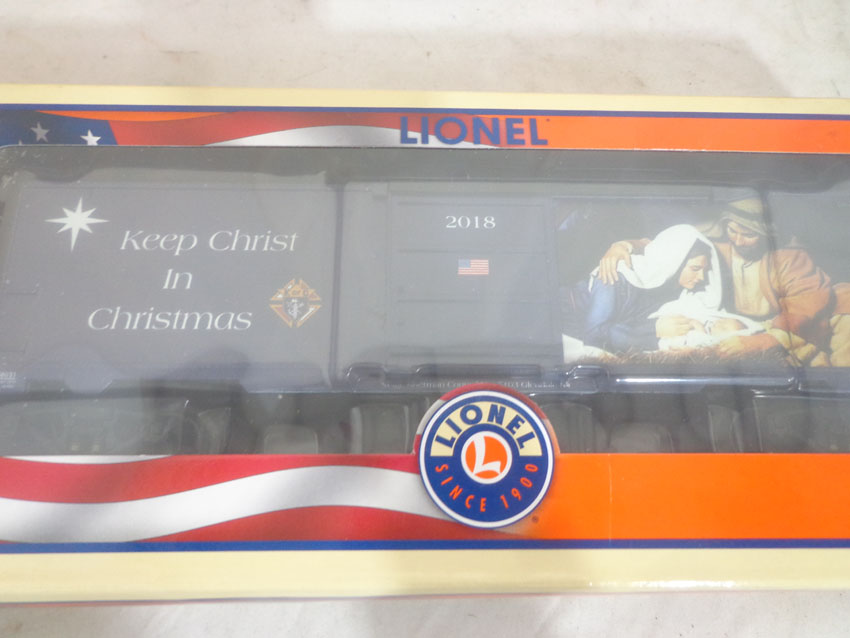 LIONEL
Keep Christ
In
Christmas
2018
LIONEL
L
SINCE 1900